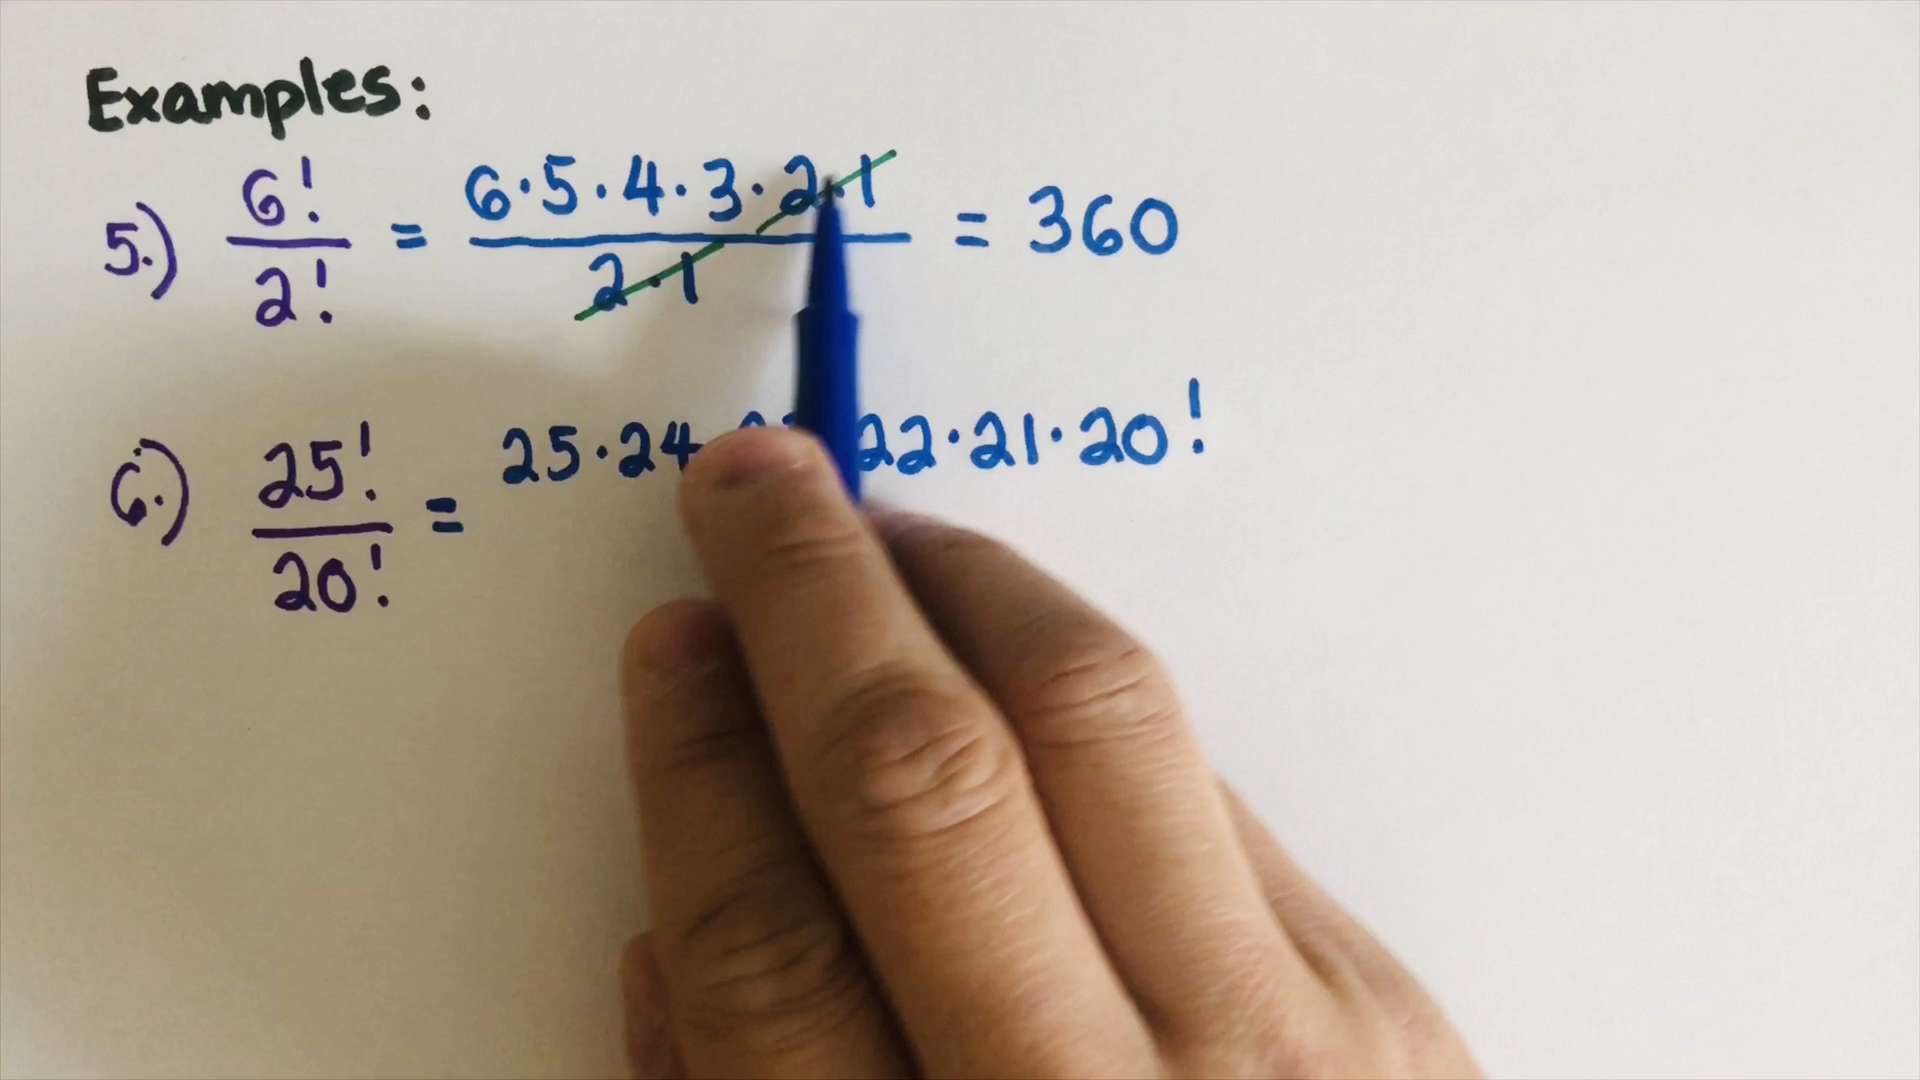 Examples:
5.) 6!/2! = 6·5·4·3·2·1/2·1 = 360
6.) 25!/20! = 25·24· 22·21·20!